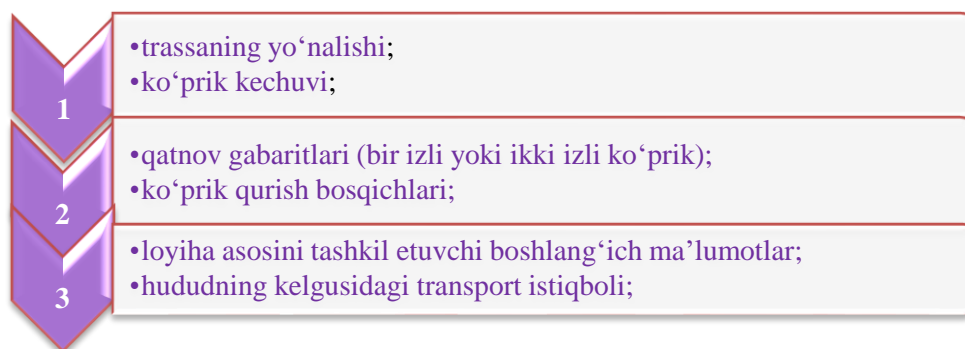 1
•trassaning yo‘nalishi;
•ko‘prik kechuvi;
2
•qatnov gabaritlari (bir izli yoki ikki izli ko‘prik);
•ko‘prik qurish bosqichlari;
3
•loyiha asosini tashkil etuvchi boshlang‘ich ma’lumotlar;
•hududning kelgusidagi transport istiqboli;